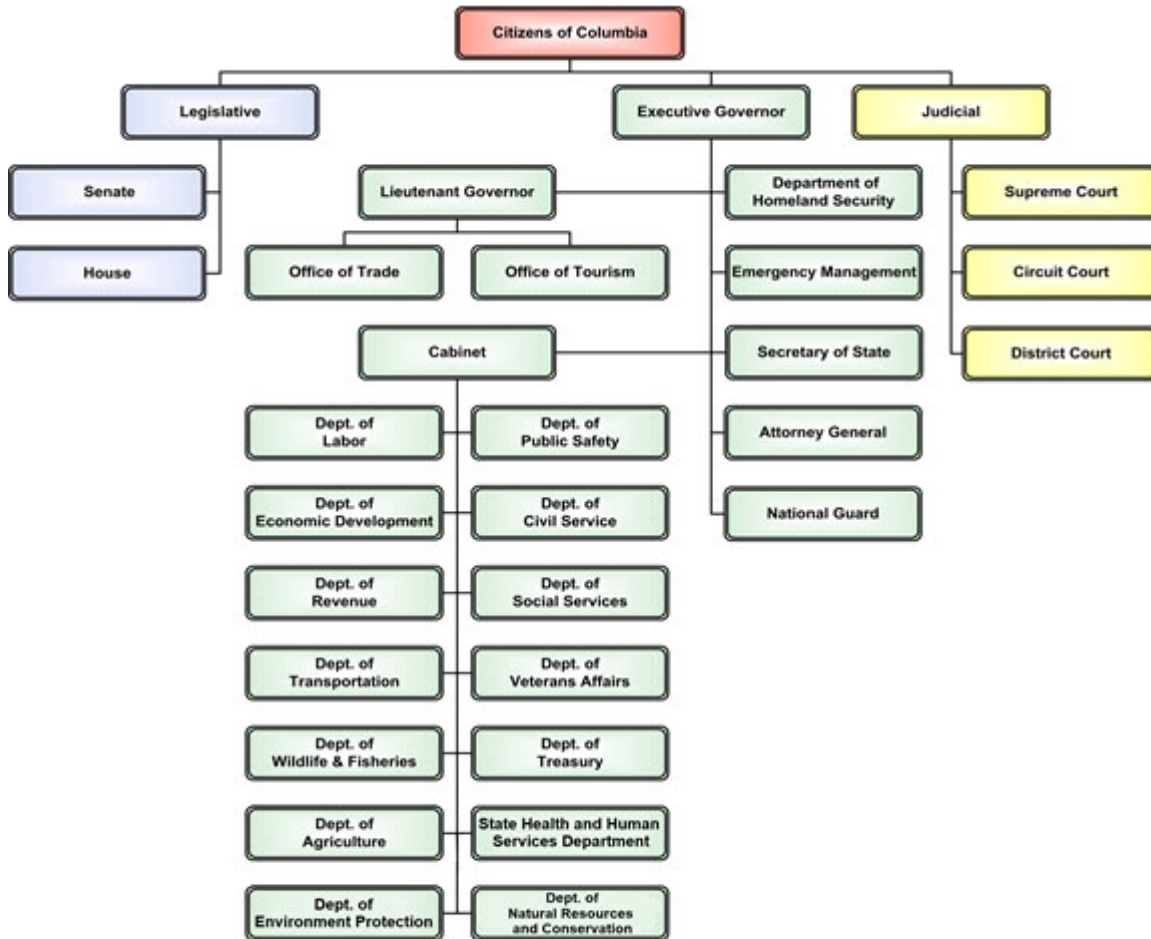 Citizens of Columbia
Legislative
Executive Governor
Judicial
Senate
Lieutenant Governor
Department of
Homeland Security
Supreme Court
House
Office of Trade
Office of Tourism
Emergency Management
Circuit Court
Cabinet
Secretary of State
District Court
Dept. of
Labor
Dept. of
Public Safety
Attorney General
Dept. of
Economic Development
Dept. of
Civil Service
National Guard
Dept. of
Revenue
Dept. of
Social Services
Dept. of
Transportation
Dept. of
Veterans Affairs
Dept. of
Wildlife & Fisheries
Dept. of
Treasury
Dept. of
Agriculture
State Health and Human
Services Department
Dept. of
Environment Protection
Dept. of
Natural Resources
and Conservation